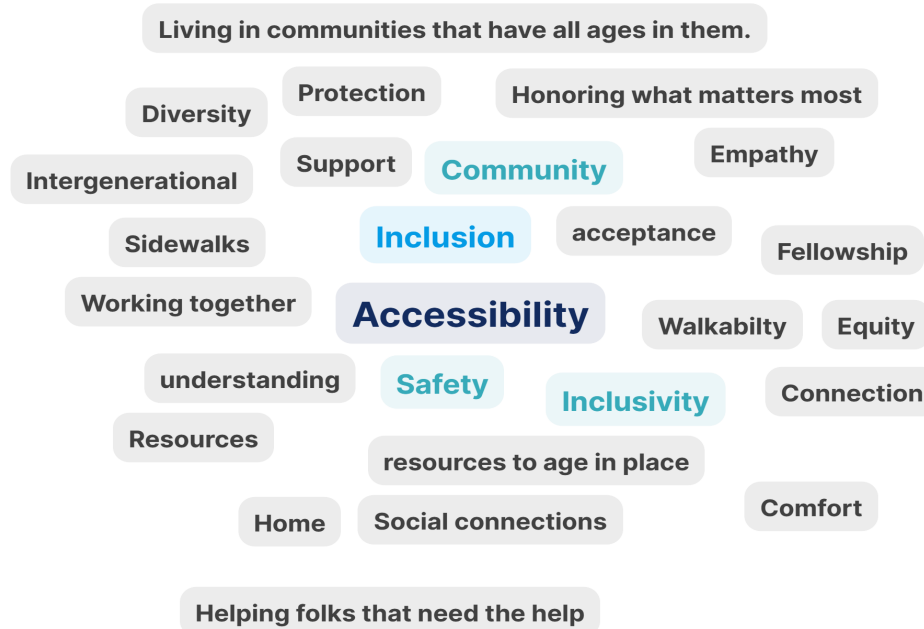 Living in communities that have all ages in them.
Protection
Honoring what matters most
Diversity
Empathy
Support
Community
Intergenerational
acceptance
Inclusion
Sidewalks
Fellowship
Working together
Accessibility
Walkabilty
Equity
understanding
Safety
Connection
Inclusivity
Resources
resources to age in place
Comfort
Home
Social connections
Helping folks that need the help